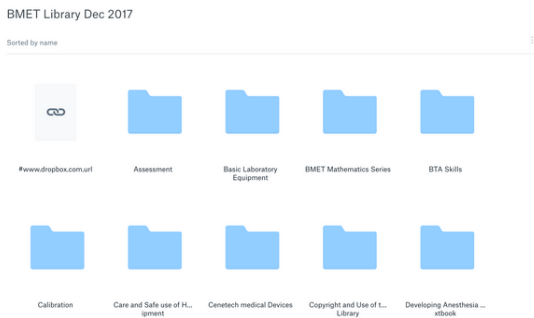 BMET Library Dec 2017
Sorted by name
#www.dropbox.com.url
Assessment
Basic Laboratory
Equipment
BMET Mathematics Series
BTA Skills
Calibration
Care and Safe use of H...
ipment
Cenetech medical Devices
Copyright and Use of t...
Library
Developing Anesthesia ...
xtbook